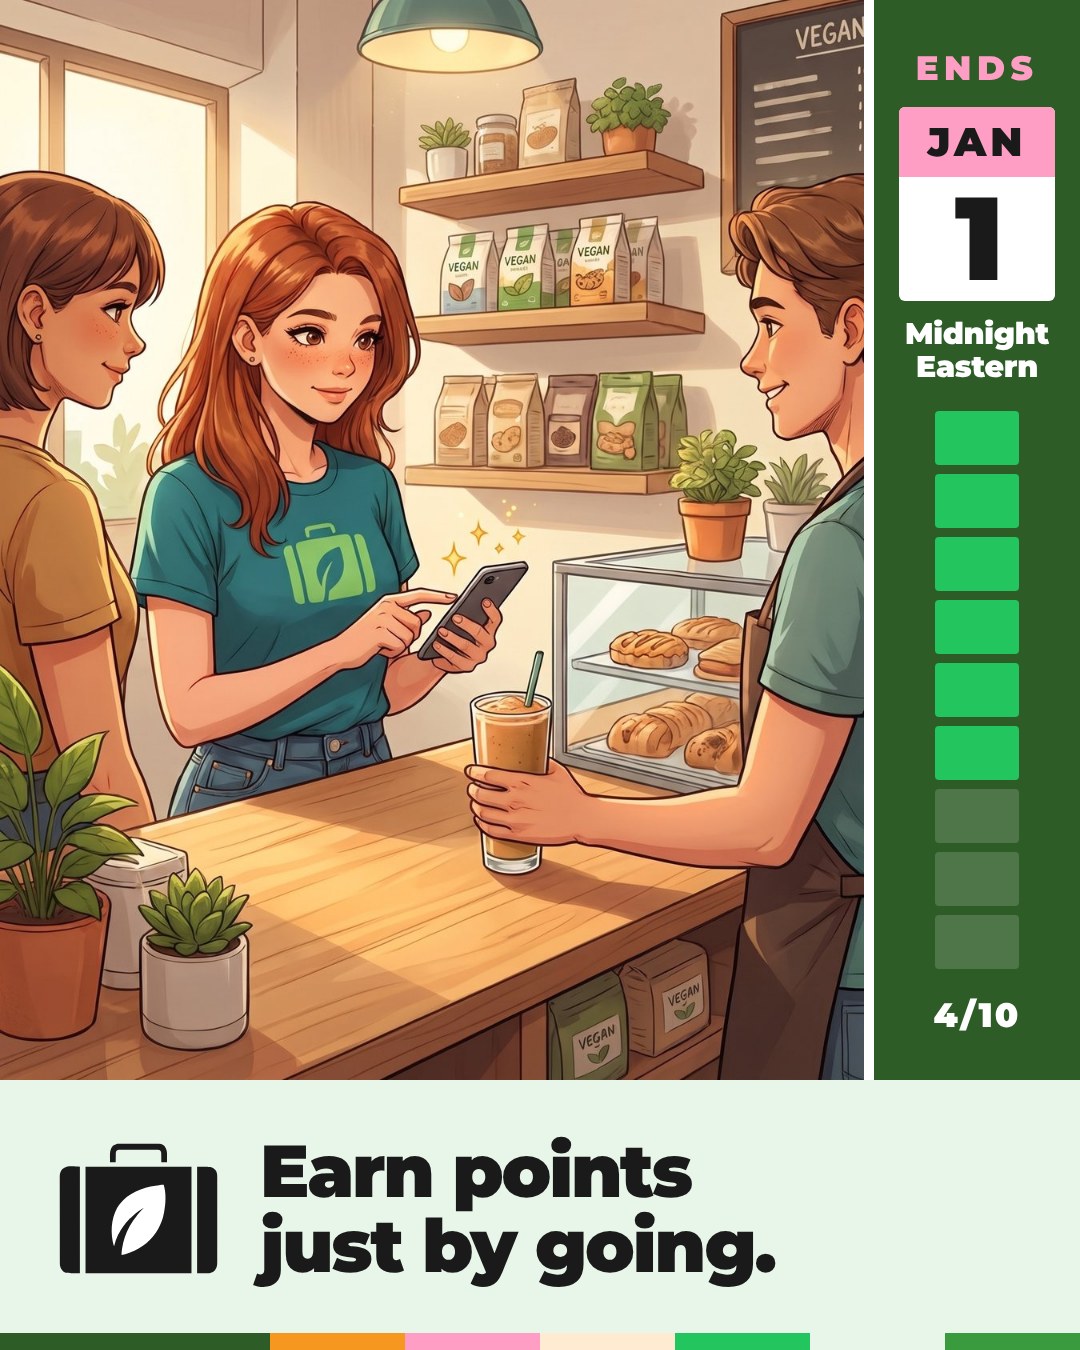 VEGAN
ENDS
JAN
1
Midnight
Eastern
VEGAN
VEGAN
VEGAN
4/10
VEGAN
VEGAN
Earn points
just by going.